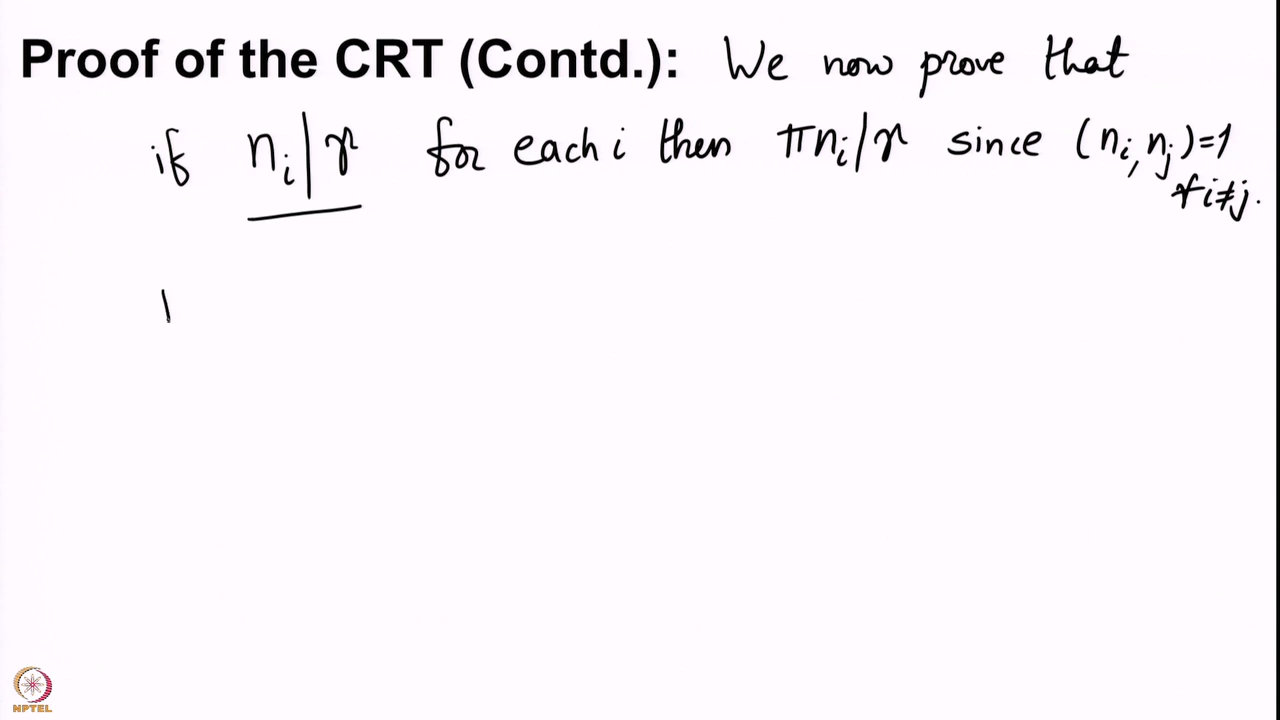 Proof of the CRT (Contd.): We now prove that
if nᵢ|r for each i then πnᵢ/r since (nᵢ, nⱼ)=1
∀ i≠j.
NPTEL